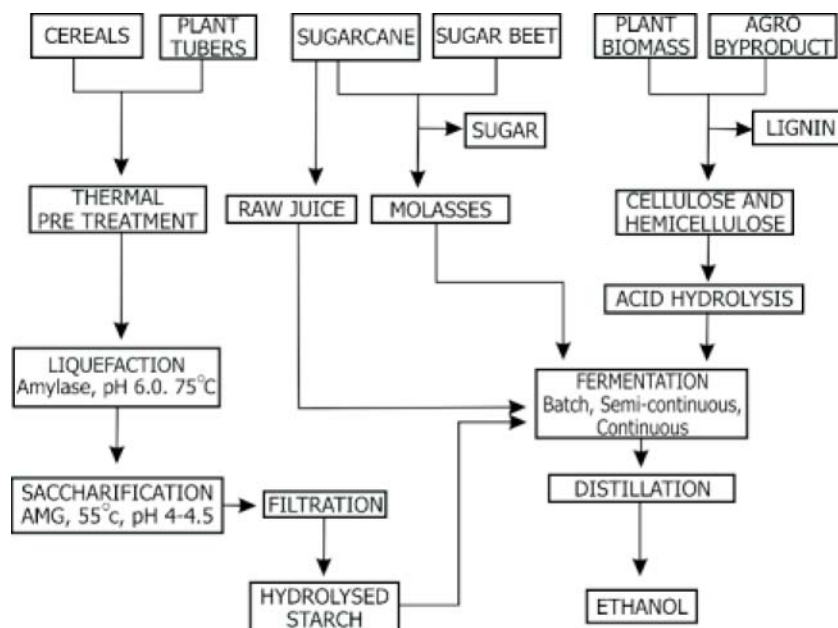 CEREALS
PLANT
TUBERS
SUGARCANE
SUGAR BEET
PLANT
BIOMASS
AGRO
BYPRODUCT
SUGAR
LIGNIN
THERMAL
PRE TREATMENT
RAW JUICE
MOLASSES
CELLULOSE AND
HEMICELLULOSE
ACID HYDROLYSIS
LIQUEFACTION
Amylase, pH 6.0. 75°C
FERMENTATION
Batch, Semi-continuous,
Continuous
SACCHARIFICATION
AMG, 55°c, pH 4-4.5
FILTRATION
DISTILLATION
HYDROLYSED
STARCH
ETHANOL